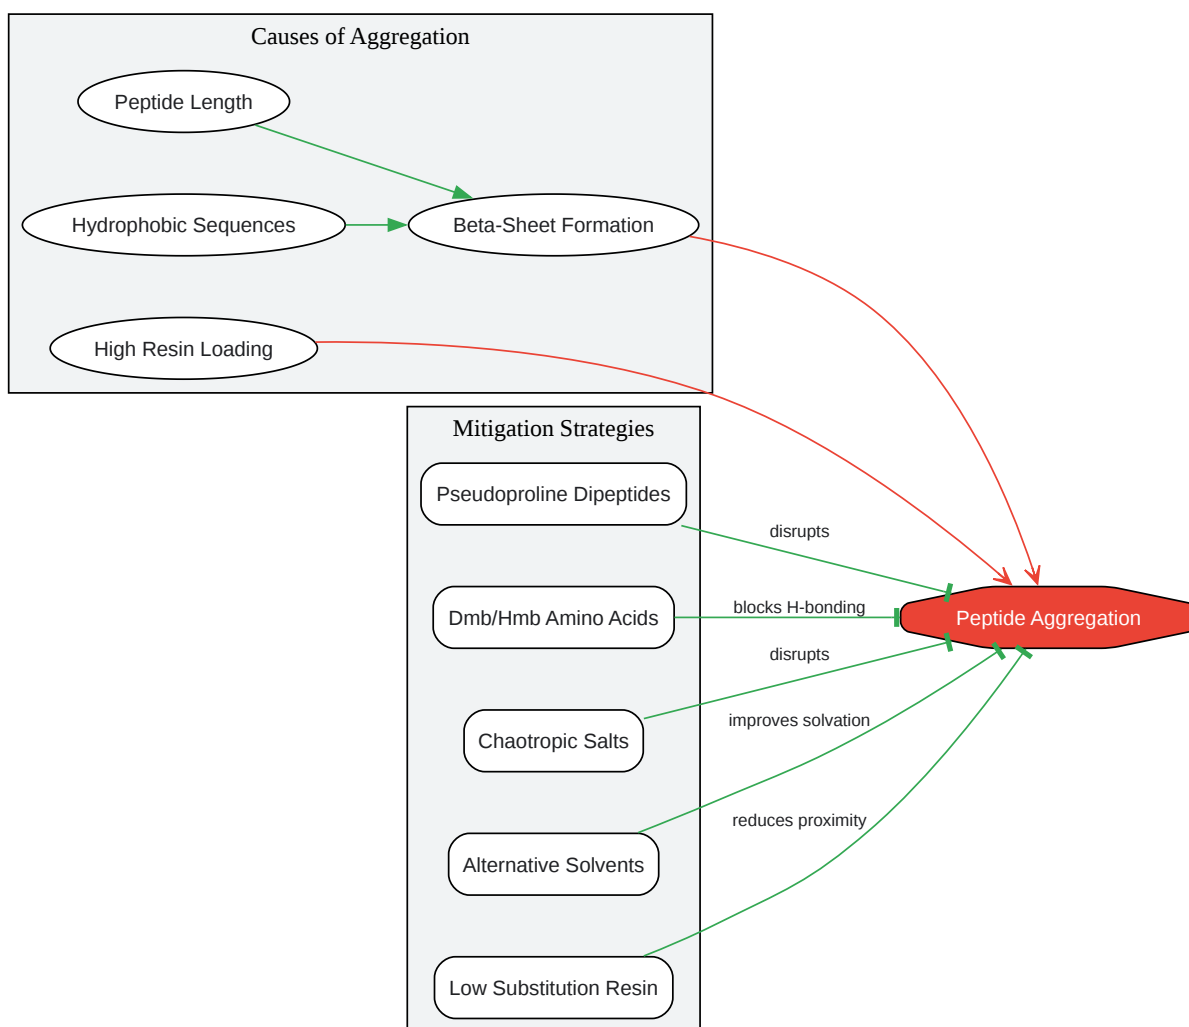 Causes of Aggregation
Peptide Length
Hydrophobic Sequences
Beta-Sheet Formation
High Resin Loading
Mitigation Strategies
Pseudoproline Dipeptides
disrupts
Dmb/Hmb Amino Acids
blocks H-bonding
Peptide Aggregation
disrupts
Chaotropic Salts
improves solvation
Alternative Solvents
reduces proximity
Low Substitution Resin